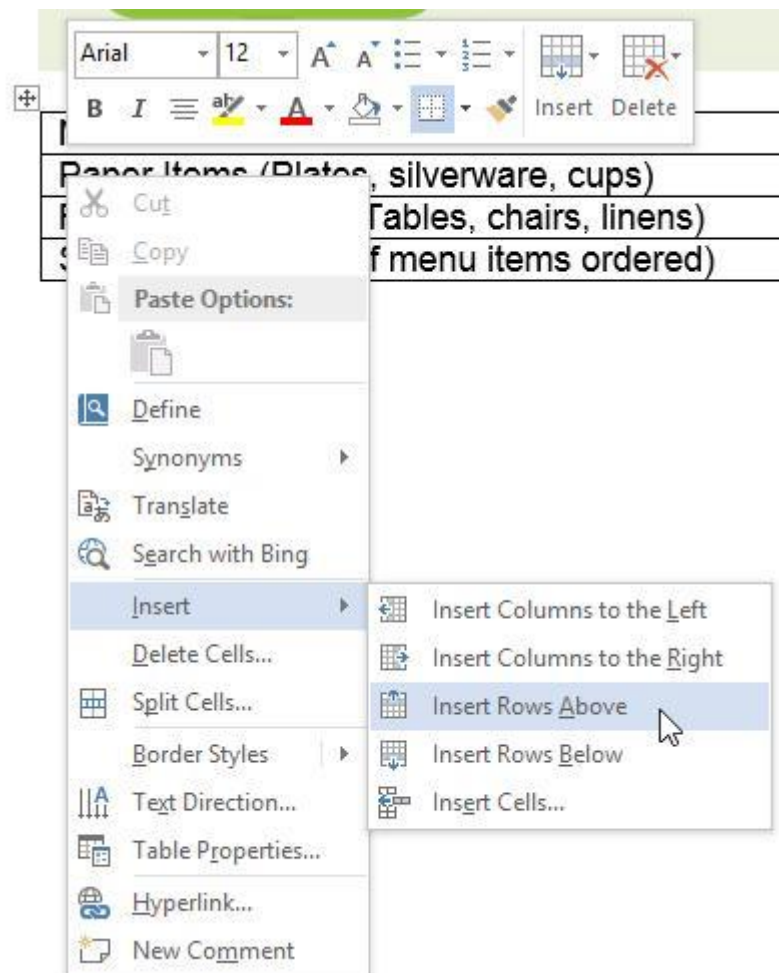 Arial 12 A A
B I ab A Insert Delete
Paper Items (Plates, silverware, cups)
Tables, chairs, linens)
f menu items ordered)
Cut
Copy
Paste Options:
Define
Synonyms
Translate
Search with Bing
Insert
Delete Cells...
Split Cells...
Border Styles
Text Direction...
Table Properties...
Hyperlink...
New Comment
Insert Columns to the Left
Insert Columns to the Right
Insert Rows Above
Insert Rows Below
Insert Cells...